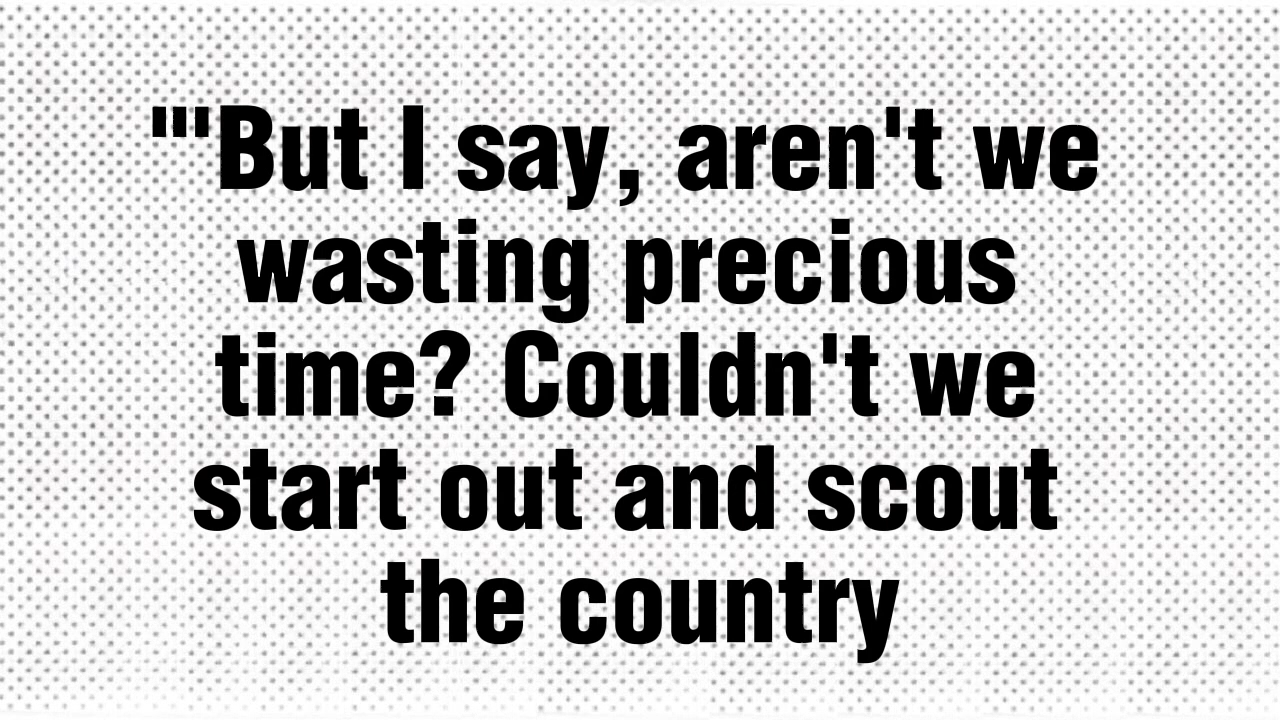 "'But I say, aren't we
wasting precious
time? Couldn't we
start out and scout
the country